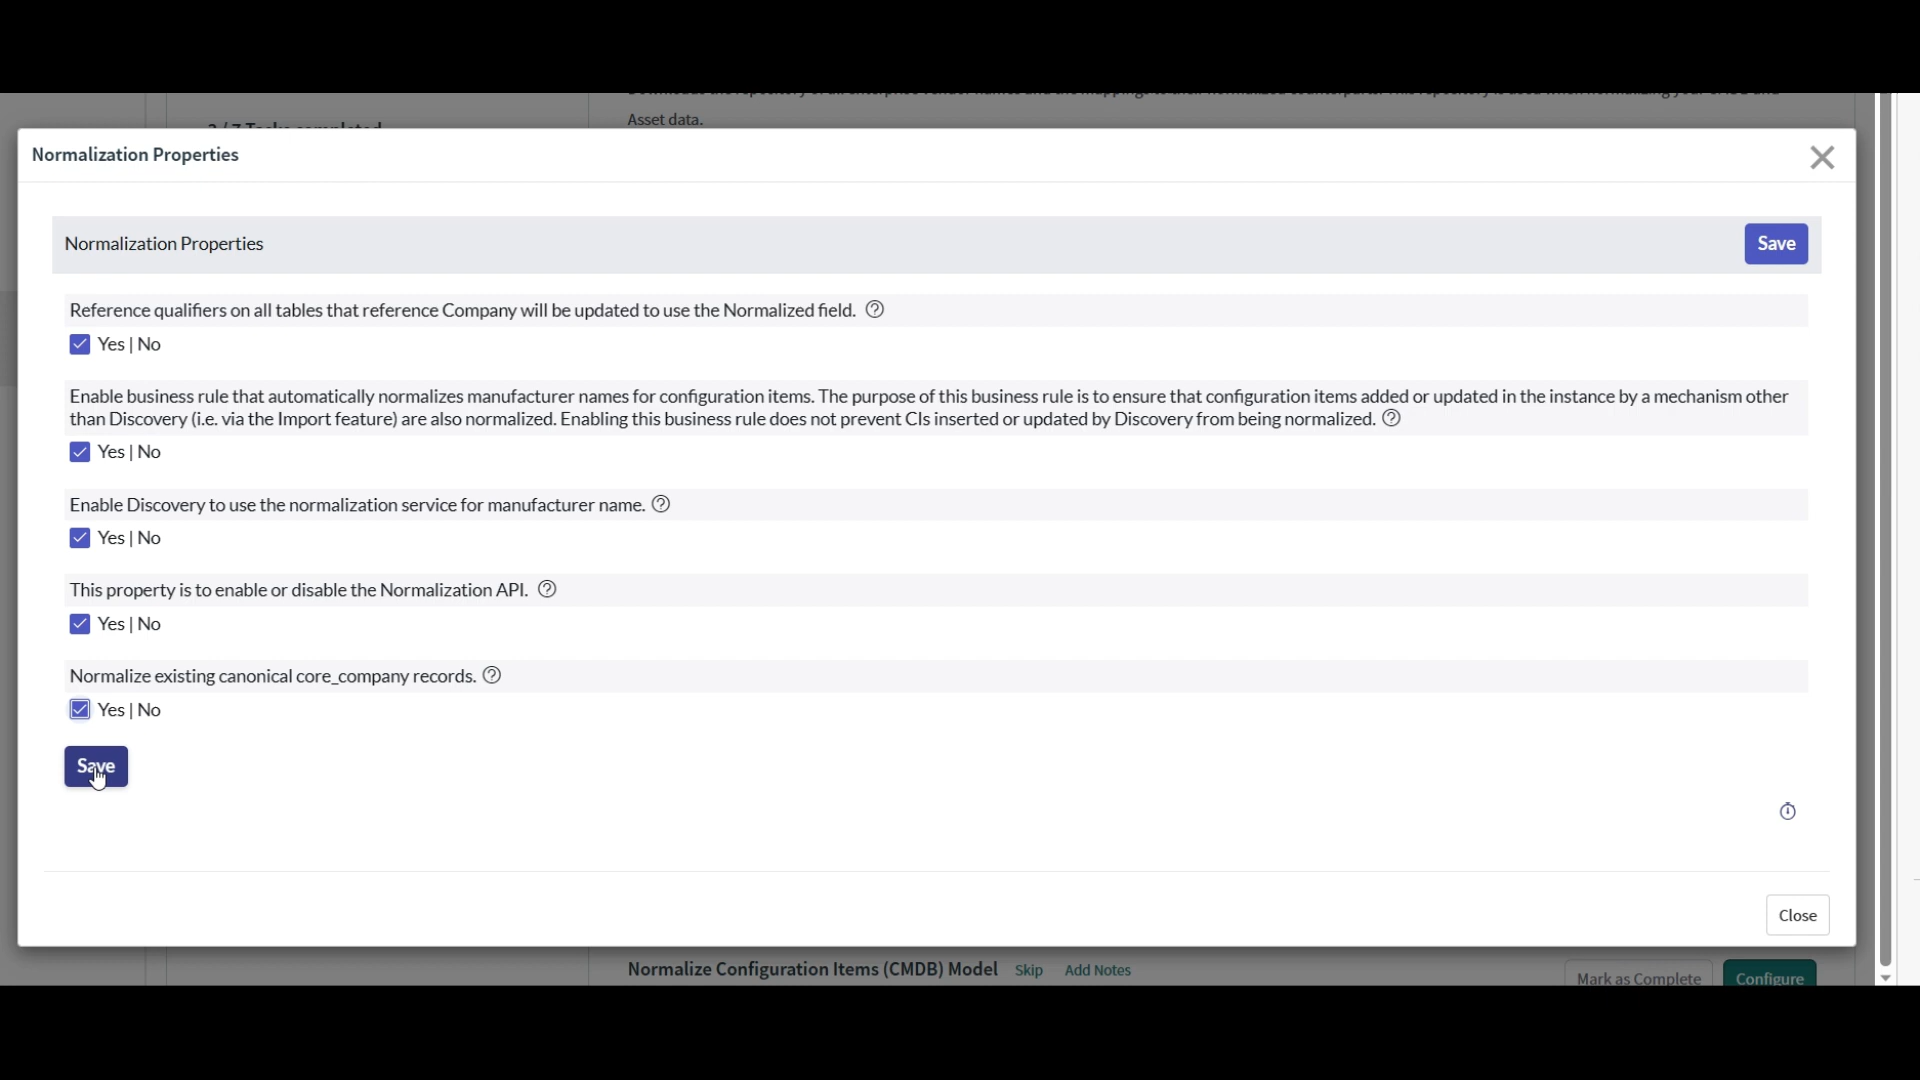 Asset data.
Normalization Properties
Normalization Properties
Save
Reference qualifiers on all tables that reference Company will be updated to use the Normalized field.
Yes | No
Enable business rule that automatically normalizes manufacturer names for configuration items. The purpose of this business rule is to ensure that configuration items added or updated in the instance by a mechanism other
than Discovery (i.e. via the Import feature) are also normalized. Enabling this business rule does not prevent CIs inserted or updated by Discovery from being normalized.
Yes | No
Enable Discovery to use the normalization service for manufacturer name.
Yes | No
This property is to enable or disable the Normalization API.
Yes | No
Normalize existing canonical core_company records.
Yes | No
Save
Close
Normalize Configuration Items (CMDB) Model Skip Add Notes
Mark as Complete Configure